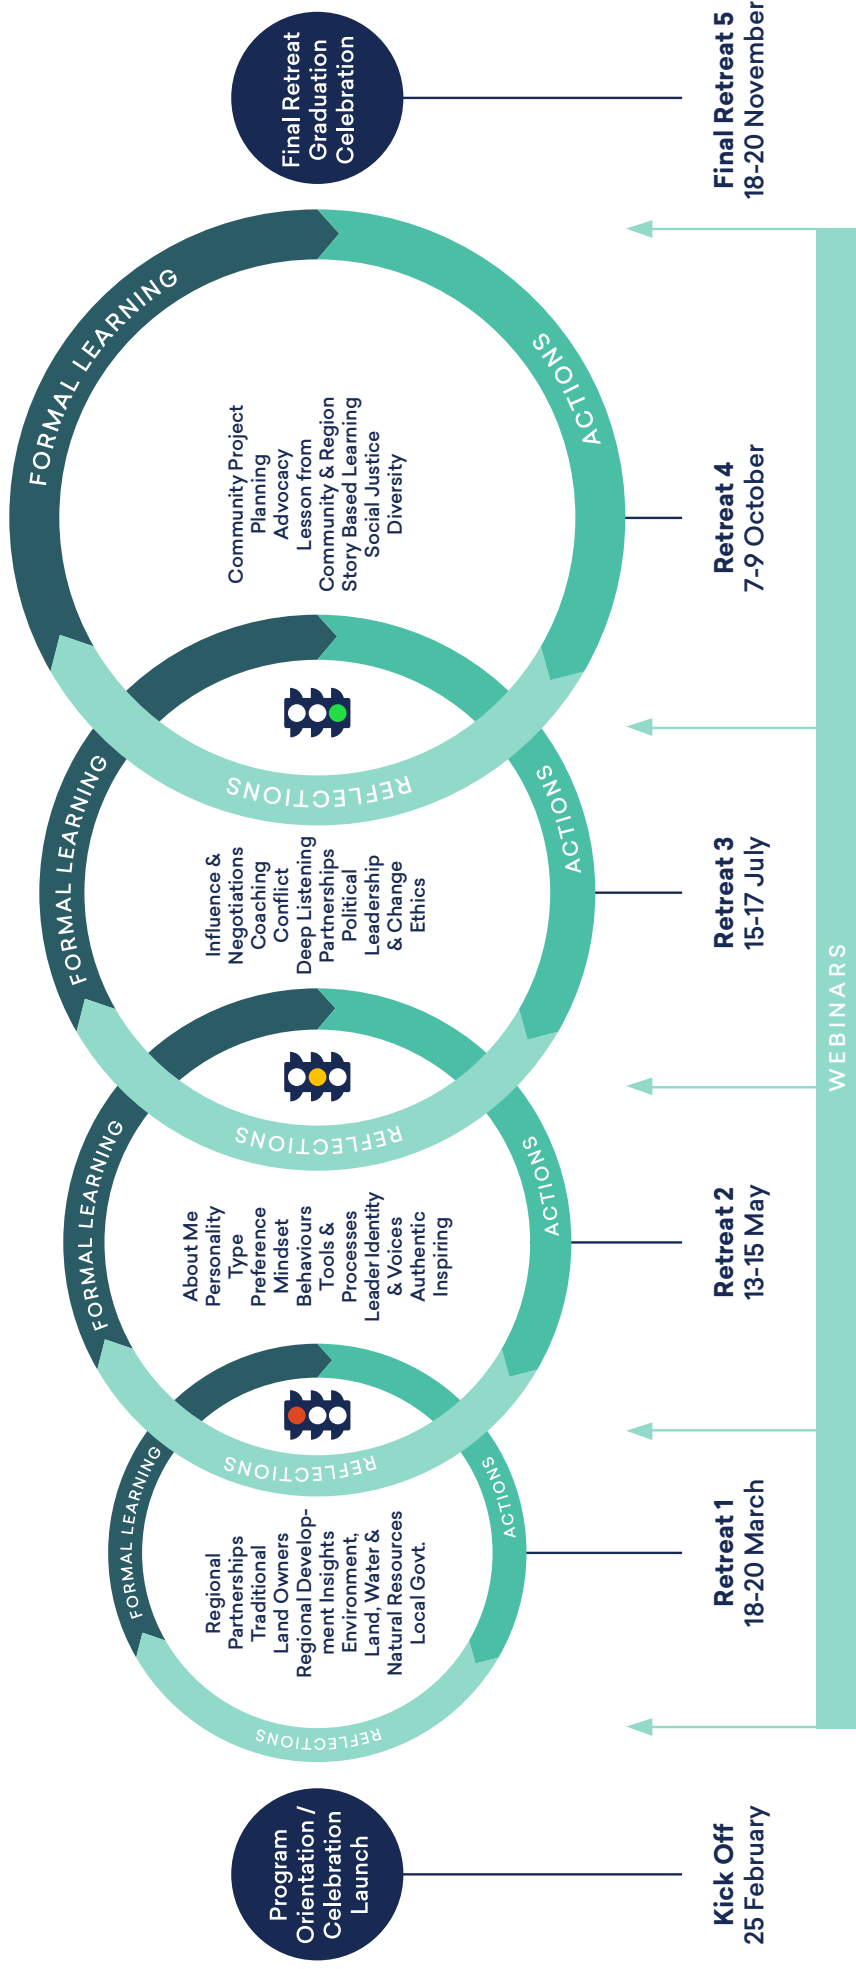 Program
Orientation /
Celebration
Launch
Kick Off
25 February
FORMAL LEARNING
ACTIONS
REFLECTIONS
Regional
Partnerships
Traditional
Land Owners
Regional Develop-
ment Insights
Environment,
Land, Water &
Natural Resources
Local Govt.
Retreat 1
18-20 March
FORMAL LEARNING
ACTIONS
REFLECTIONS
About Me
Personality
Type
Preference
Mindset
Behaviours
Tools &
Processes
Leader Identity
& Voices
Authentic
Inspiring
Retreat 2
13-15 May
FORMAL LEARNING
ACTIONS
REFLECTIONS
Influence &
Negotiations
Coaching
Conflict
Deep Listening
Partnerships
Political
Leadership
& Change
Ethics
Retreat 3
15-17 July
FORMAL LEARNING
ACTIONS
REFLECTIONS
Community Project
Planning
Advocacy
Lesson from
Community & Region
Story Based Learning
Social Justice
Diversity
Retreat 4
7-9 October
Final Retreat
Graduation
Celebration
Final Retreat 5
18-20 November
WEBINARS